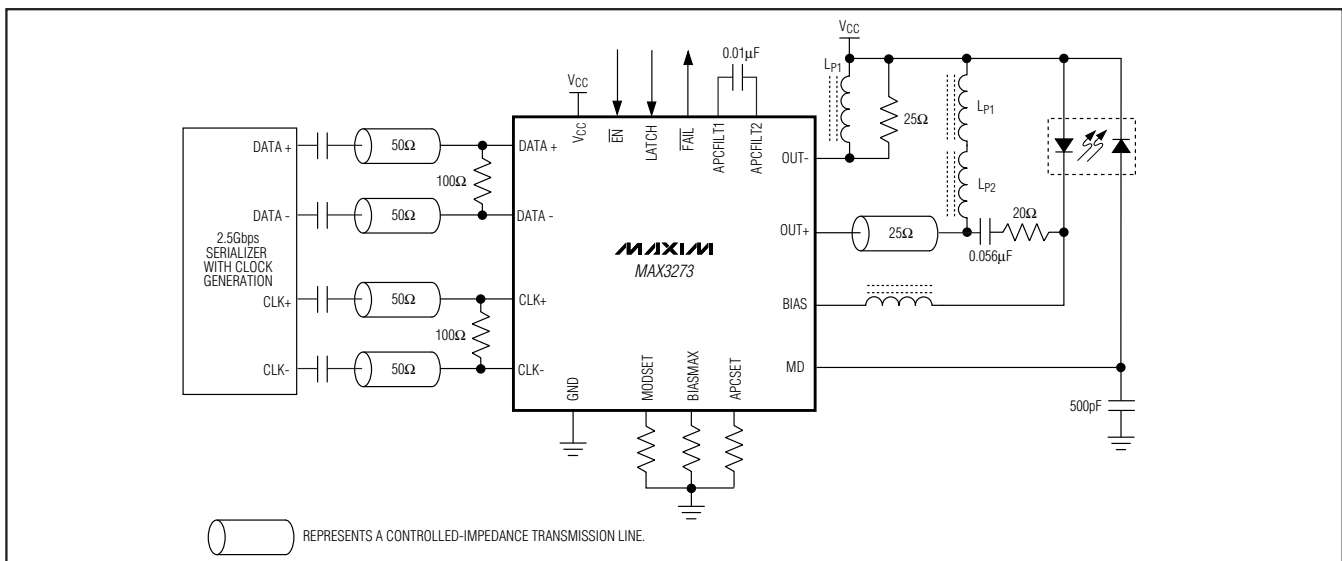 VCC
LP1
25Ω
LP1
LP2
0.01µF
VCC
VCC
EN
LATCH
FAIL
APCFILT1
APCFILT2
DATA +
50Ω
DATA +
100Ω
DATA -
50Ω
DATA -
2.5Gbps
SERIALIZER
WITH CLOCK
GENERATION
CLK+
50Ω
CLK+
100Ω
CLK-
50Ω
CLK-
MAXIM
MAX3273
OUT-
OUT+
25Ω
0.056µF
20Ω
BIAS
MD
500pF
GND
MODSET
BIASMAX
APCSET
REPRESENTS A CONTROLLED-IMPEDANCE TRANSMISSION LINE.